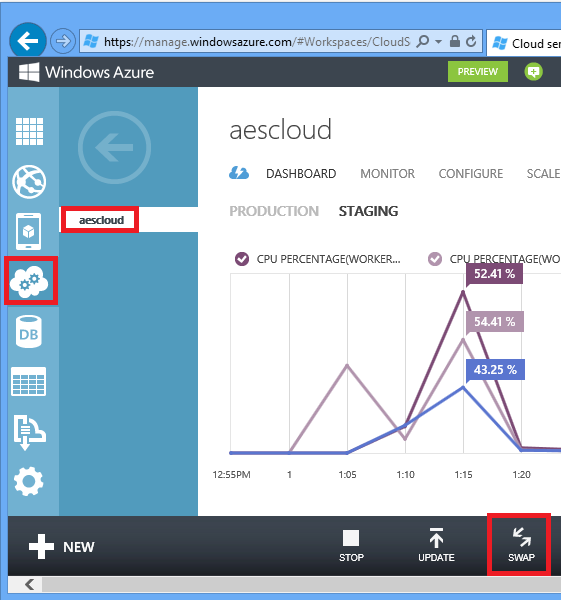 https://manage.windowsazure.com/#Workspaces/CloudS
Cloud ser
Windows Azure
PREVIEW
aescloud
aescloud
DASHBOARD MONITOR CONFIGURE SCALE
PRODUCTION STAGING
CPU PERCENTAGE(WORKER... CPU PERCENTAGE(WO
52.41 %
54.41 %
43.25 %
DB
12:55PM 1 1:05 1:10 1:15 1:20
NEW
STOP UPDATE SWAP